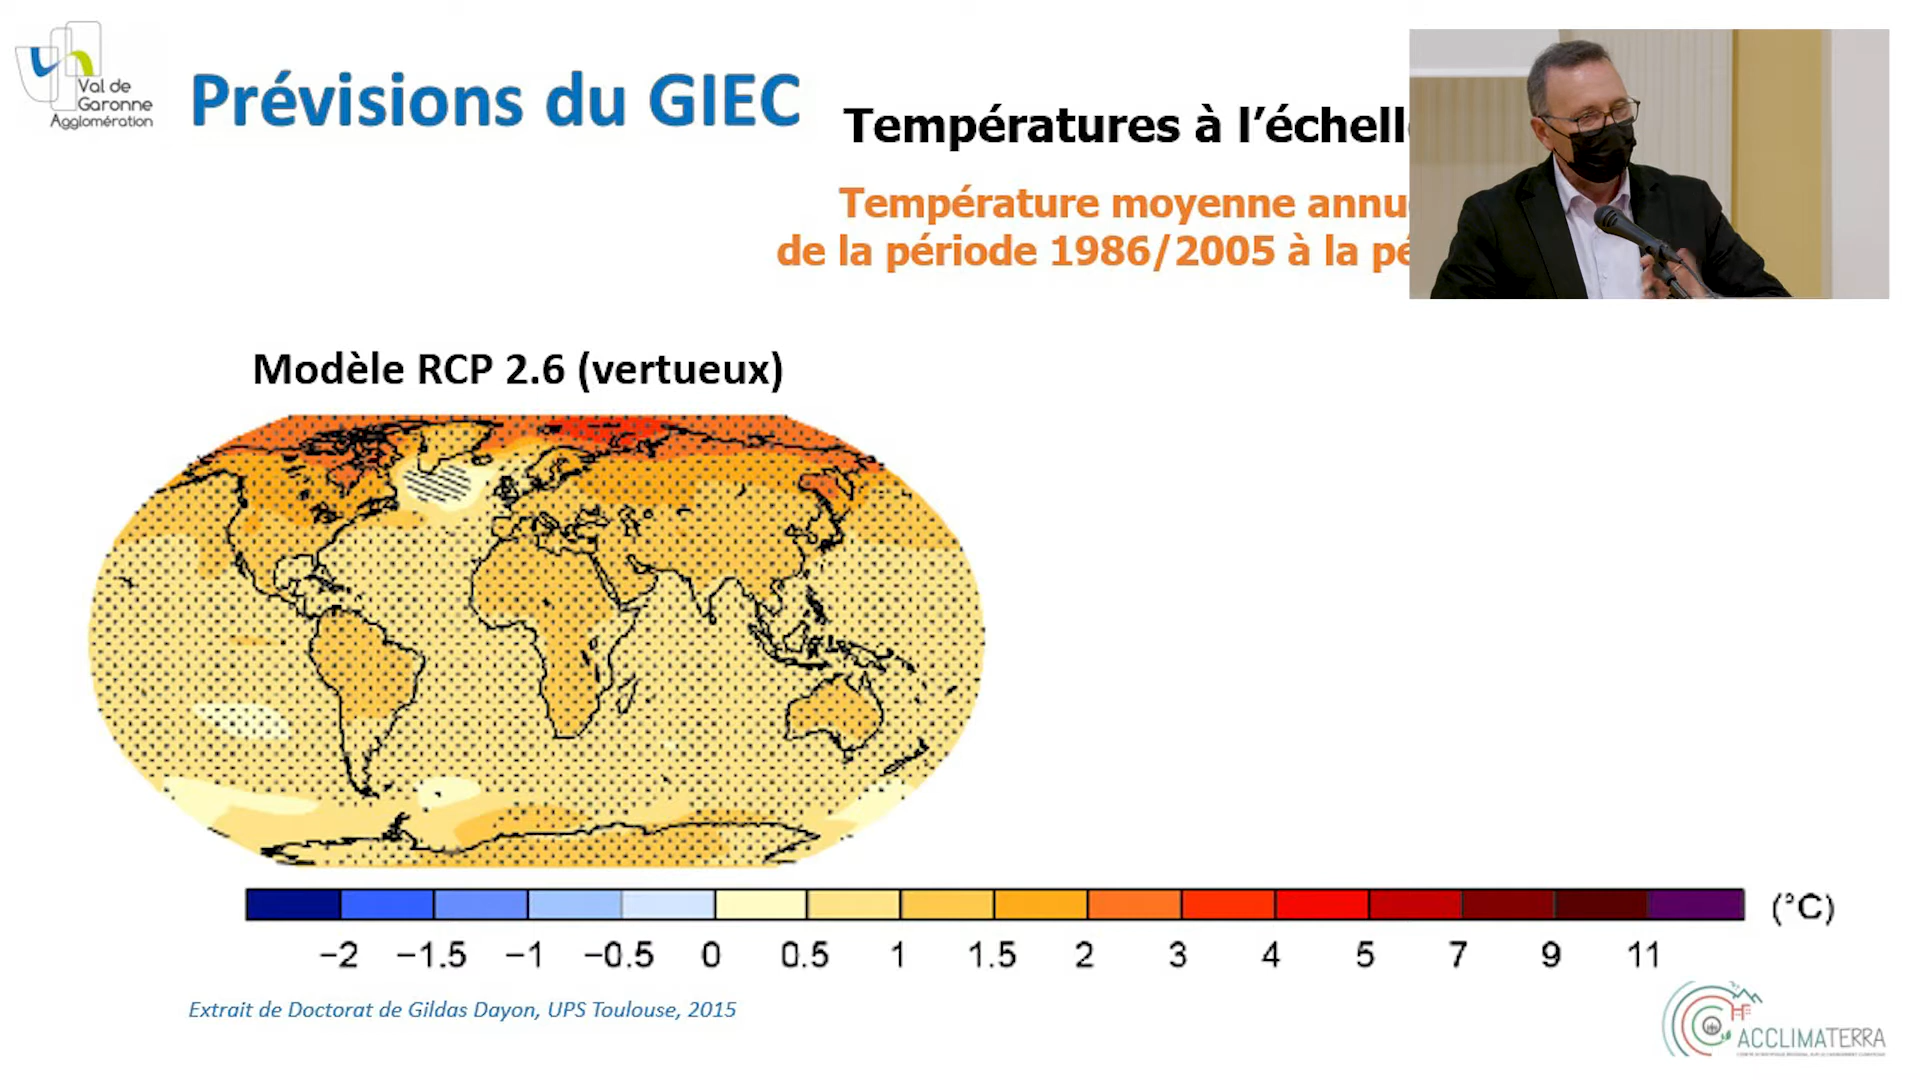 Val de
Garonne
Agglomération
Prévisions du GIEC
Températures à l'échell
Température moyenne annu
de la période 1986/2005 à la pé
Modèle RCP 2.6 (vertueux)
(°C)
−2 −1.5 −1 −0.5 0 0.5 1 1.5 2 3 4 5 7 9 11
Extrait de Doctorat de Gildas Dayon, UPS Toulouse, 2015
ACCLIMATERRA